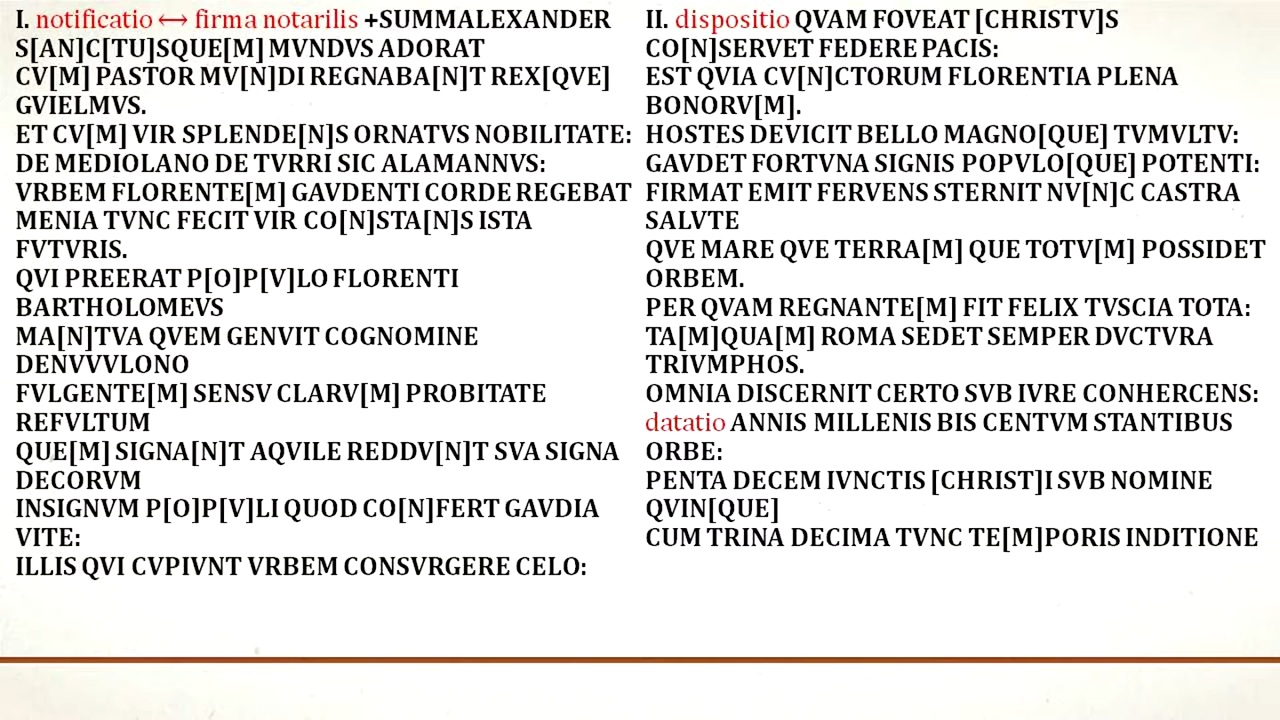 I. notificatio ↔ firma notarilis +SUMMALEXANDER
S[AN]C[TU]SQUE[M] MVNDVS ADORAT
CV[M] PASTOR MV[N]DI REGNABA[N]T REX[QVE]
GVIELMVS.
ET CV[M] VIR SPLENDE[N]S ORNATVS NOBILITATE:
DE MEDIOLANO DE TVRRI SIC ALAMANNVS:
VRBEM FLORENTE[M] GAVDENTI CORDE REGEBAT
MENIA TVNC FECIT VIR CO[N]STA[N]S ISTA
FVTVRIS.
QVI PREERAT P[O]P[V]LO FLORENTI
BARTHOLOMEVS
MA[N]TVA QVEM GENVIT COGNOMINE
DENVVVLONO
FVLGENTE[M] SENSV CLARV[M] PROBITATE
REFVLTUM
QUE[M] SIGNA[N]T AQVILE REDDV[N]T SVA SIGNA
DECORVM
INSIGNVM P[O]P[V]LI QUOD CO[N]FERT GAVDIA
VITE:
ILLIS QVI CVPIVNT VRBEM CONSVRGERE CELO:
II. dispositio QVAM FOVEAT [CHRISTV]S
CO[N]SERVET FEDERE PACIS:
EST QVIA CV[N]CTORUM FLORENTIA PLENA
BONORV[M].
HOSTES DEVICIT BELLO MAGNO[QUE] TVMVLTV:
GAVDET FORTVNA SIGNIS POPVLO[QUE] POTENTI:
FIRMAT EMIT FERVENS STERNIT NV[N]C CASTRA
SALVTE
QVE MARE QVE TERRA[M] QUE TOTV[M] POSSIDET
ORBEM.
PER QVAM REGNANTE[M] FIT FELIX TVSCIA TOTA:
TA[M]QUA[M] ROMA SEDET SEMPER DVCTVRA
TRIVMPHOS.
OMNIA DISCERNIT CERTO SVB IVRE CONHERCENS:
datatio ANNIS MILLENIS BIS CENTVM STANTIBUS
ORBE:
PENTA DECEM IVNCTIS [CHRIST]I SVB NOMINE
QVIN[QUE]
CUM TRINA DECIMA TVNC TE[M]PORIS INDITIONE